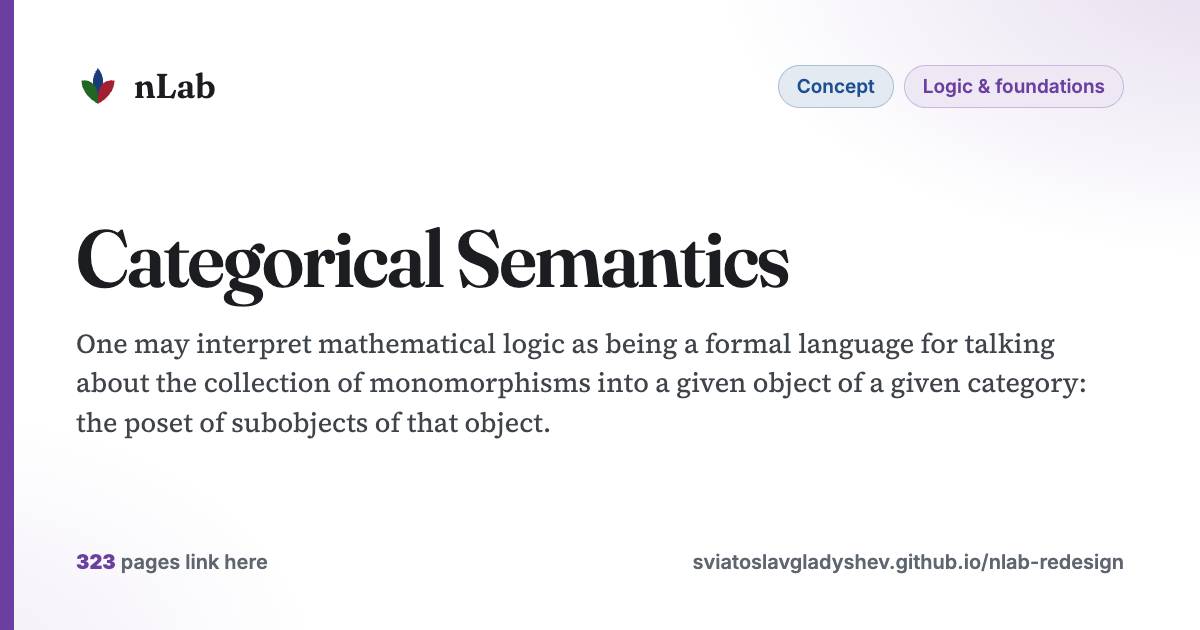 nLab
Concept
Logic & foundations
Categorical Semantics
One may interpret mathematical logic as being a formal language for talking
about the collection of monomorphisms into a given object of a given category:
the poset of subobjects of that object.
323 pages link here
sviatoslavgladyshev.github.io/nlab-redesign